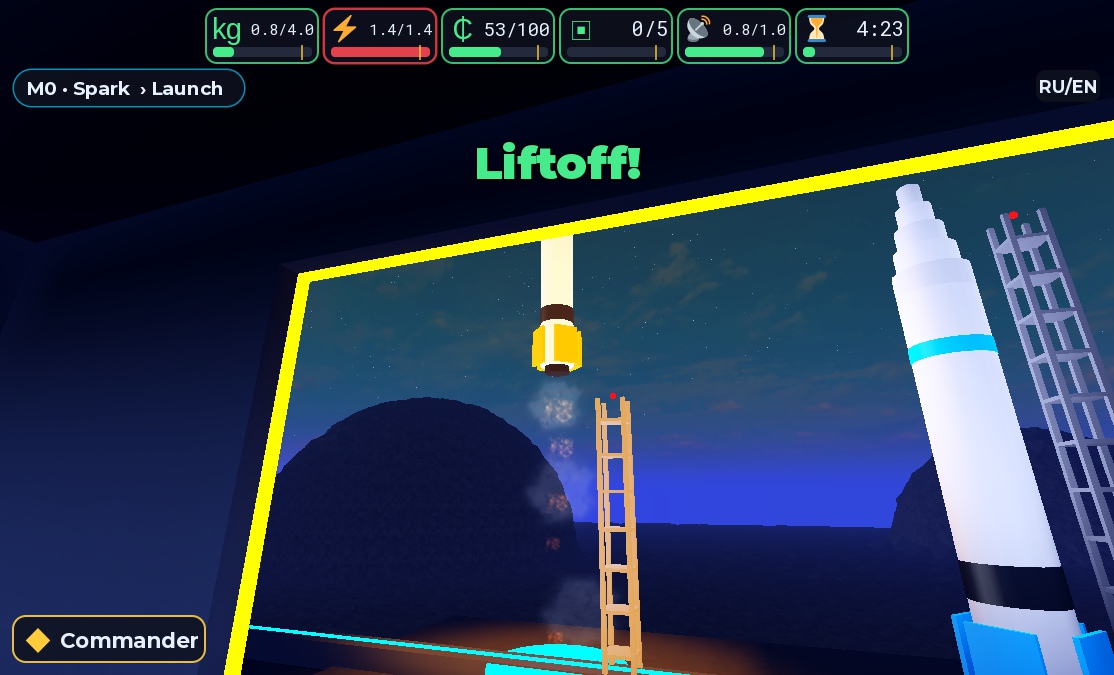 kg 0.8/4.0
1.4/1.4
₵ 53/100
0/5
0.8/1.0
4:23
M0 · Spark › Launch
RU/EN
Liftoff!
Commander